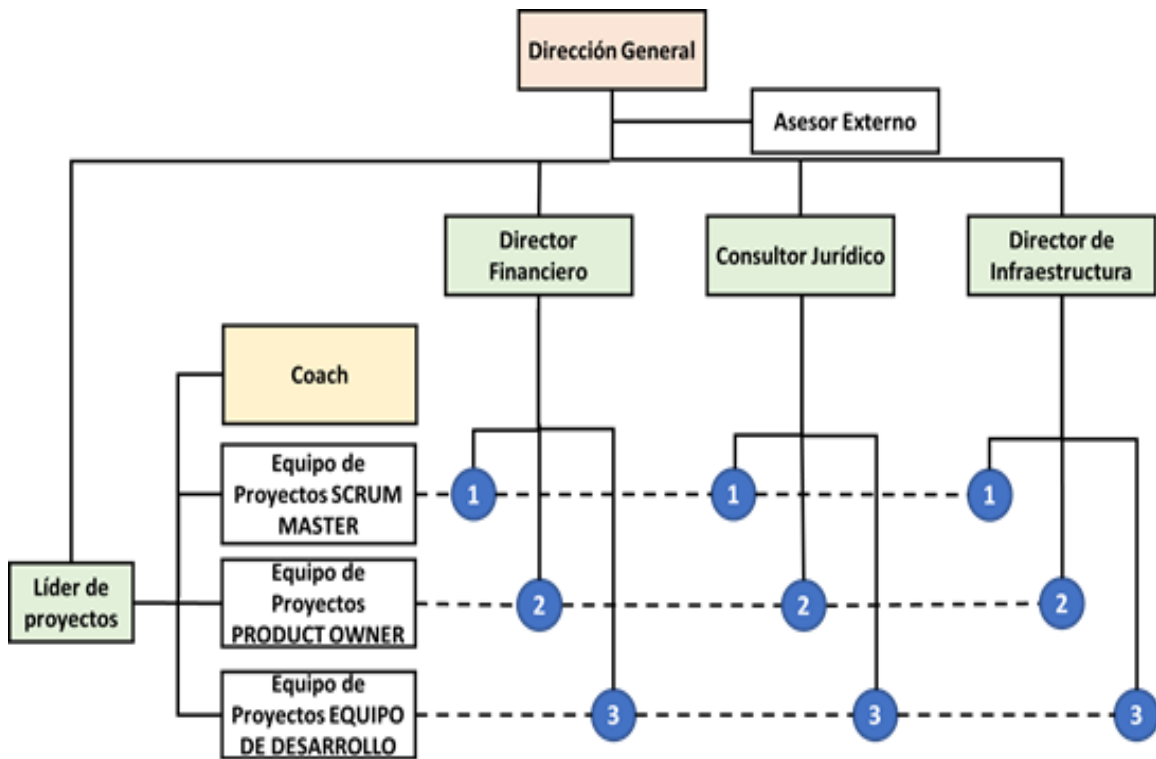 Dirección General
Asesor Externo
Director
Financiero
Consultor Jurídico
Director de
Infraestructura
Coach
Equipo de
Proyectos SCRUM
MASTER
1
1
1
Líder de
proyectos
Equipo de
Proyectos
PRODUCT OWNER
2
2
2
Equipo de
Proyectos EQUIPO
DE DESARROLLO
3
3
3